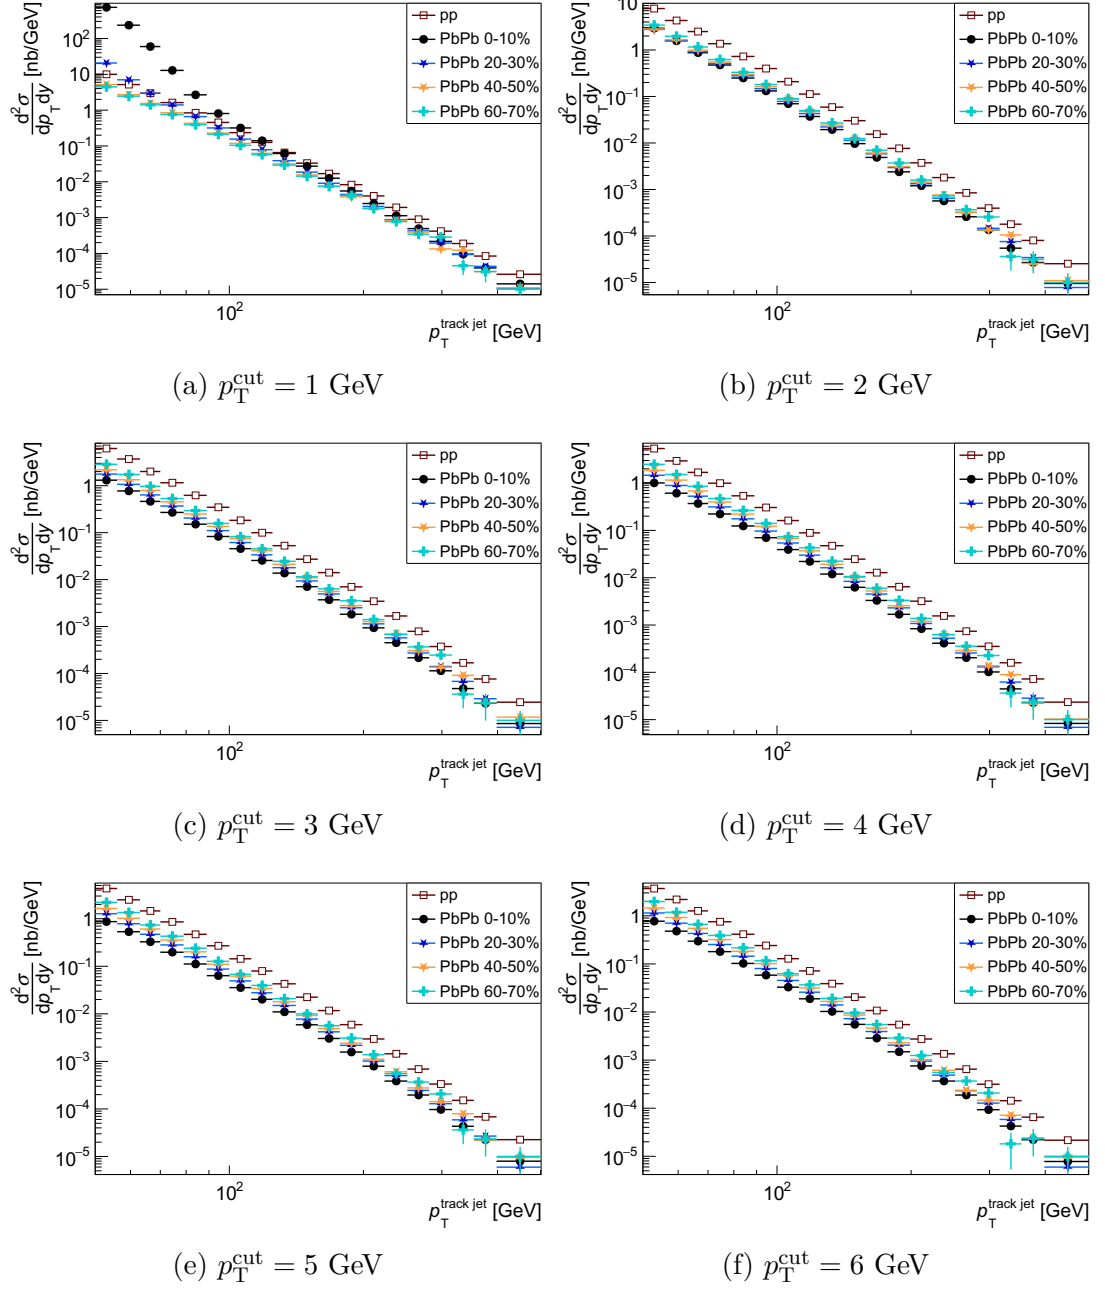 d²σ/dp_T dy [nb/GeV]
10²
10
1
10⁻¹
10⁻²
10⁻³
10⁻⁴
10⁻⁵
pp
PbPb 0-10%
PbPb 20-30%
PbPb 40-50%
PbPb 60-70%
10²
p_T^track jet [GeV]
(a) p_T^cut = 1 GeV
d²σ/dp_T dy [nb/GeV]
10
1
10⁻¹
10⁻²
10⁻³
10⁻⁴
10⁻⁵
pp
PbPb 0-10%
PbPb 20-30%
PbPb 40-50%
PbPb 60-70%
10²
p_T^track jet [GeV]
(b) p_T^cut = 2 GeV
d²σ/dp_T dy [nb/GeV]
1
10⁻¹
10⁻²
10⁻³
10⁻⁴
10⁻⁵
pp
PbPb 0-10%
PbPb 20-30%
PbPb 40-50%
PbPb 60-70%
10²
p_T^track jet [GeV]
(c) p_T^cut = 3 GeV
d²σ/dp_T dy [nb/GeV]
1
10⁻¹
10⁻²
10⁻³
10⁻⁴
10⁻⁵
pp
PbPb 0-10%
PbPb 20-30%
PbPb 40-50%
PbPb 60-70%
10²
p_T^track jet [GeV]
(d) p_T^cut = 4 GeV
d²σ/dp_T dy [nb/GeV]
1
10⁻¹
10⁻²
10⁻³
10⁻⁴
10⁻⁵
pp
PbPb 0-10%
PbPb 20-30%
PbPb 40-50%
PbPb 60-70%
10²
p_T^track jet [GeV]
(e) p_T^cut = 5 GeV
d²σ/dp_T dy [nb/GeV]
1
10⁻¹
10⁻²
10⁻³
10⁻⁴
10⁻⁵
pp
PbPb 0-10%
PbPb 20-30%
PbPb 40-50%
PbPb 60-70%
10²
p_T^track jet [GeV]
(f) p_T^cut = 6 GeV